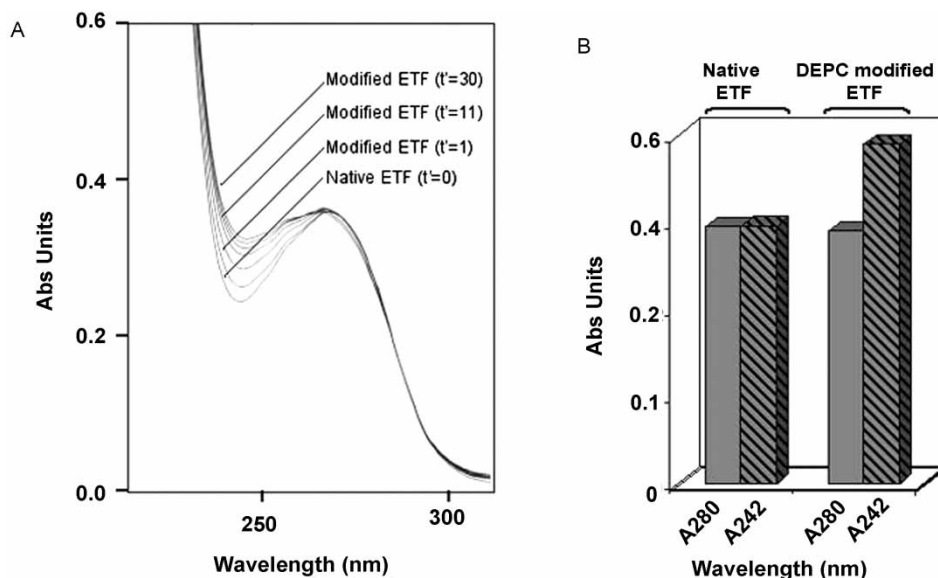 A
0.6
0.4
0.2
0.0
Abs Units
Modified ETF (t'=30)
Modified ETF (t'=11)
Modified ETF (t'=1)
Native ETF (t'=0)
250
300
Wavelength (nm)
B
Native
ETF
DEPC modified
ETF
0.6
0.4
0.2
0.1
0
Abs Units
A280
A242
A280
A242
Wavelength (nm)